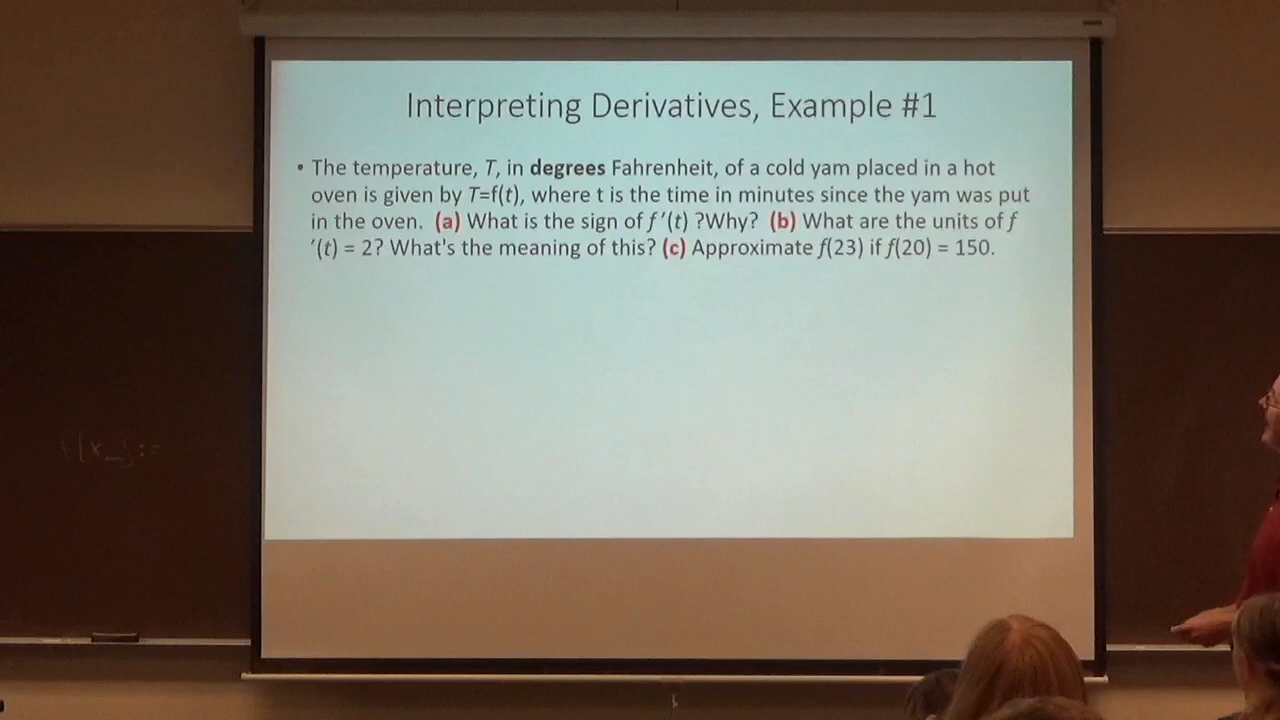 Interpreting Derivatives, Example #1
• The temperature, T, in degrees Fahrenheit, of a cold yam placed in a hot
oven is given by T=f(t), where t is the time in minutes since the yam was put
in the oven. (a) What is the sign of f'(t) ?Why? (b) What are the units of f
'(t) = 2? What's the meaning of this? (c) Approximate f(23) if f(20) = 150.